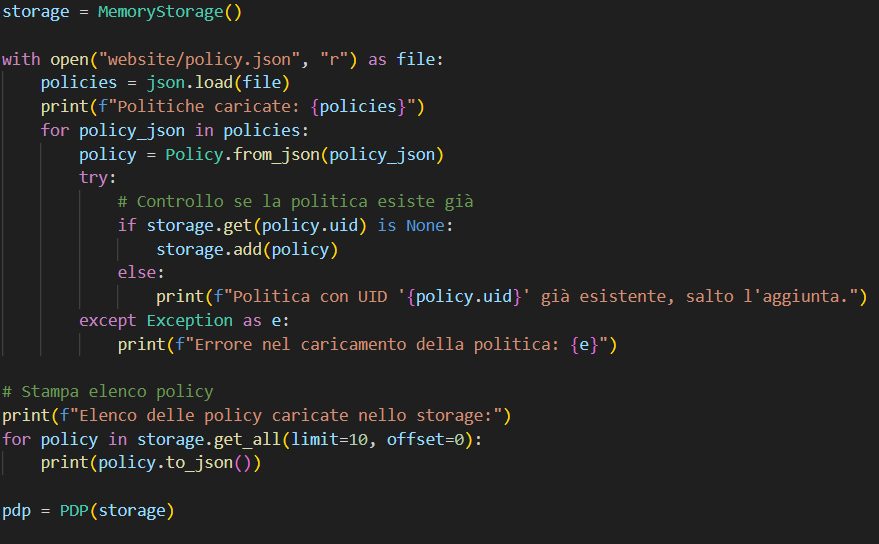 storage = MemoryStorage()
with open("website/policy.json", "r") as file:
    policies = json.load(file)
    print(f"Politiche caricate: {policies}")
    for policy_json in policies:
        policy = Policy.from_json(policy_json)
        try:
            # Controllo se la politica esiste già
            if storage.get(policy.uid) is None:
                storage.add(policy)
            else:
                print(f"Politica con UID '{policy.uid}' già esistente, salto l'aggiunta.")
        except Exception as e:
            print(f"Errore nel caricamento della politica: {e}")
# Stampa elenco policy
print(f"Elenco delle policy caricate nello storage:")
for policy in storage.get_all(limit=10, offset=0):
    print(policy.to_json())
pdp = PDP(storage)